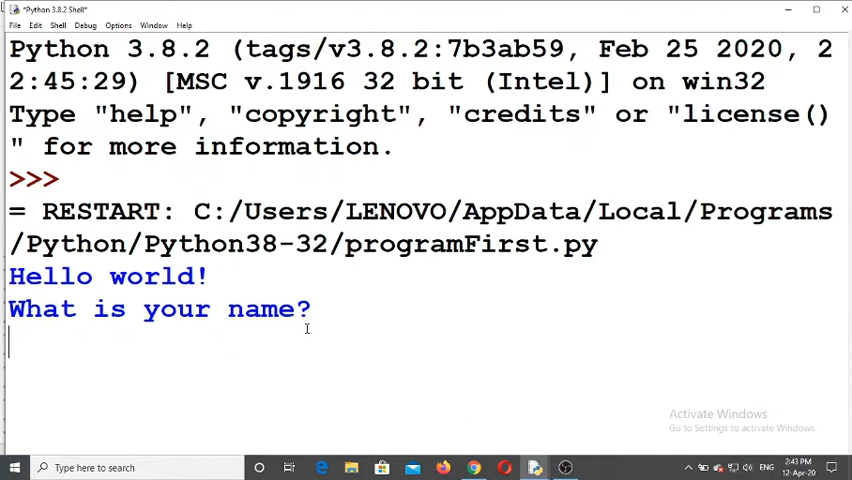 *Python 3.8.2 Shell*
File Edit Shell Debug Options Window Help
Python 3.8.2 (tags/v3.8.2:7b3ab59, Feb 25 2020, 2
2:45:29) [MSC v.1916 32 bit (Intel)] on win32
Type "help", "copyright", "credits" or "license()
" for more information.
>>>
= RESTART: C:/Users/LENOVO/AppData/Local/Programs
/Python/Python38-32/programFirst.py
Hello world!
What is your name?
Activate Windows
Go to Settings to activate Windows.
Type here to search
ENG
2:43 PM
12-Apr-20